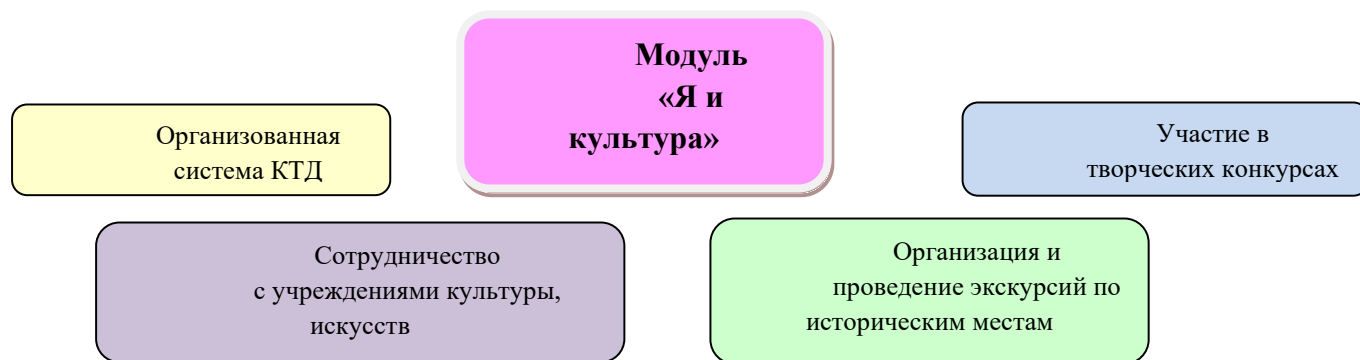 Модуль
«Я и
культура»
Организованная
система КТД
Участие в
творческих конкурсах
Сотрудничество
с учреждениями культуры,
искусств
Организация и
проведение экскурсий по
историческим местам